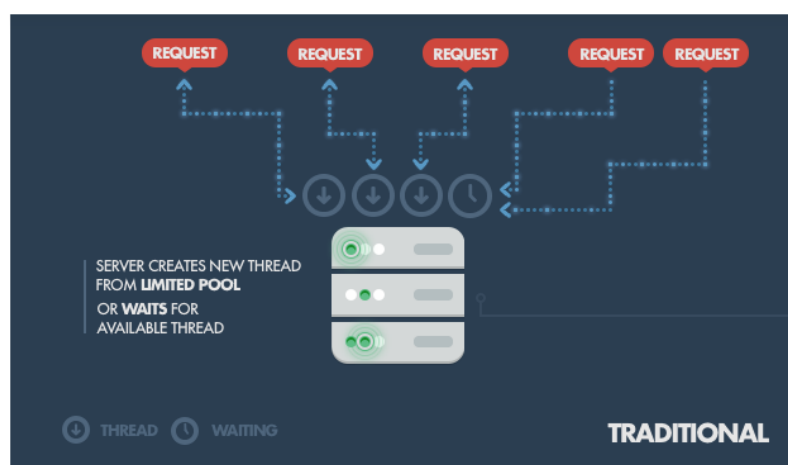 REQUEST
REQUEST
REQUEST
REQUEST
REQUEST
SERVER CREATES NEW THREAD
FROM LIMITED POOL
OR WAITS FOR
AVAILABLE THREAD
THREAD
WAITING
TRADITIONAL